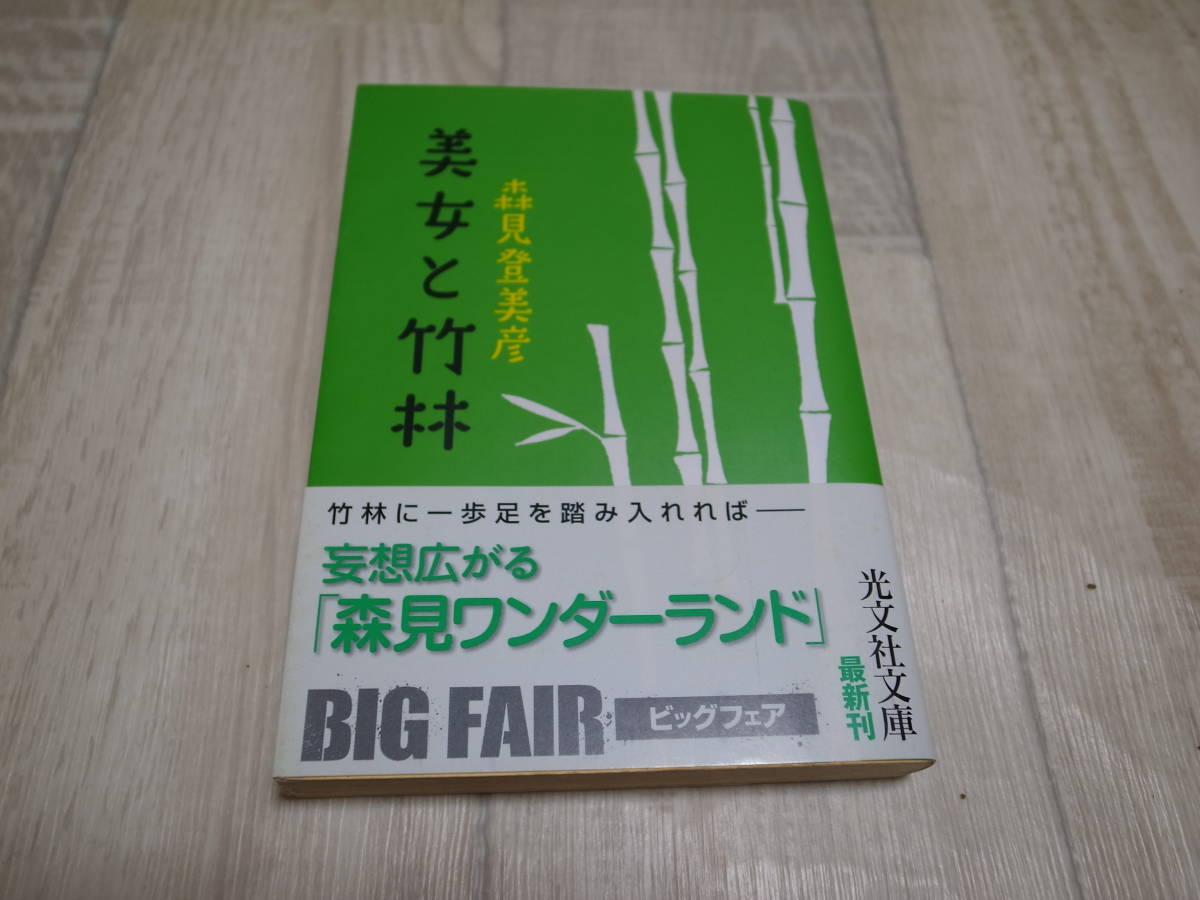 美女と竹林
森見登美彦
竹林に一歩足を踏み入れれば──
妄想広がる
「森見ワンダーランド」
BIG FAIR
ビッグフェア
光文社文庫
最新刊